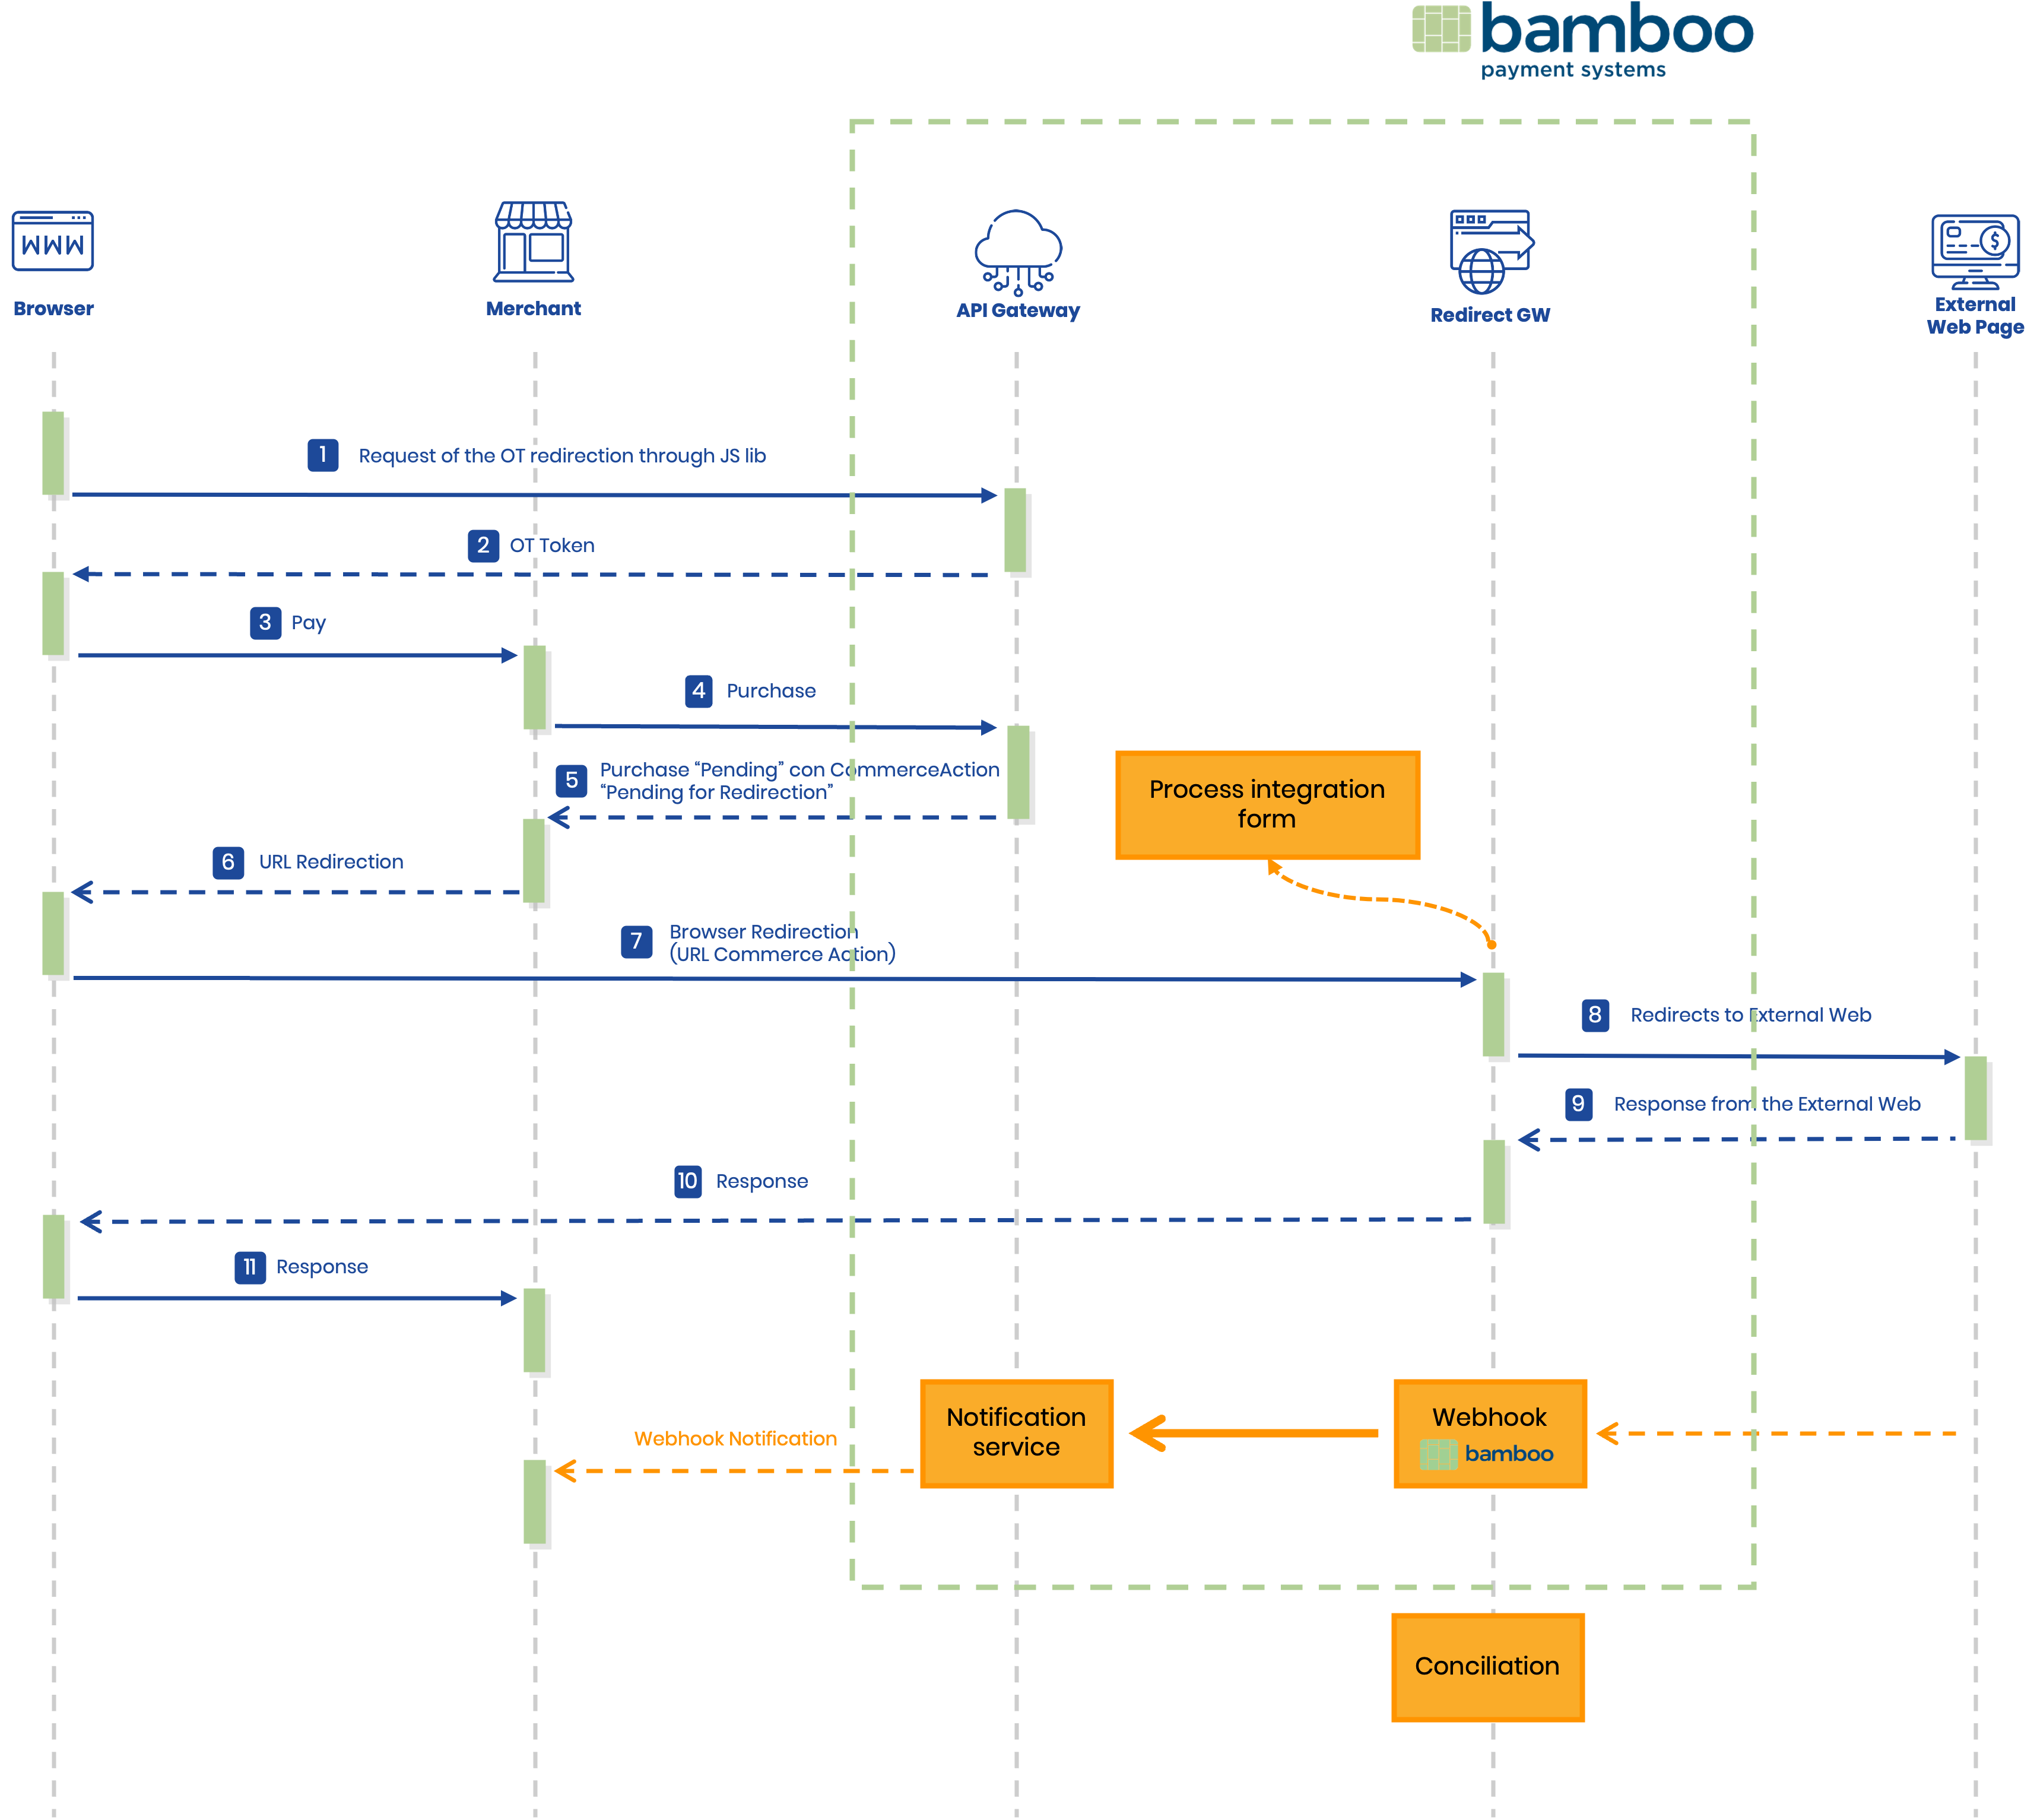 bamboo
payment systems
WWW
Browser
Merchant
API Gateway
Redirect GW
$
External
Web Page
1 Request of the OT redirection through JS lib
2 OT Token
3 Pay
4 Purchase
5 Purchase “Pending” con CommerceAction
“Pending for Redirection”
Process integration
form
6 URL Redirection
7 Browser Redirection
(URL Commerce Action)
8 Redirects to External Web
9 Response from the External Web
10 Response
11 Response
Webhook Notification
Notification
service
Webhook
bamboo
Conciliation